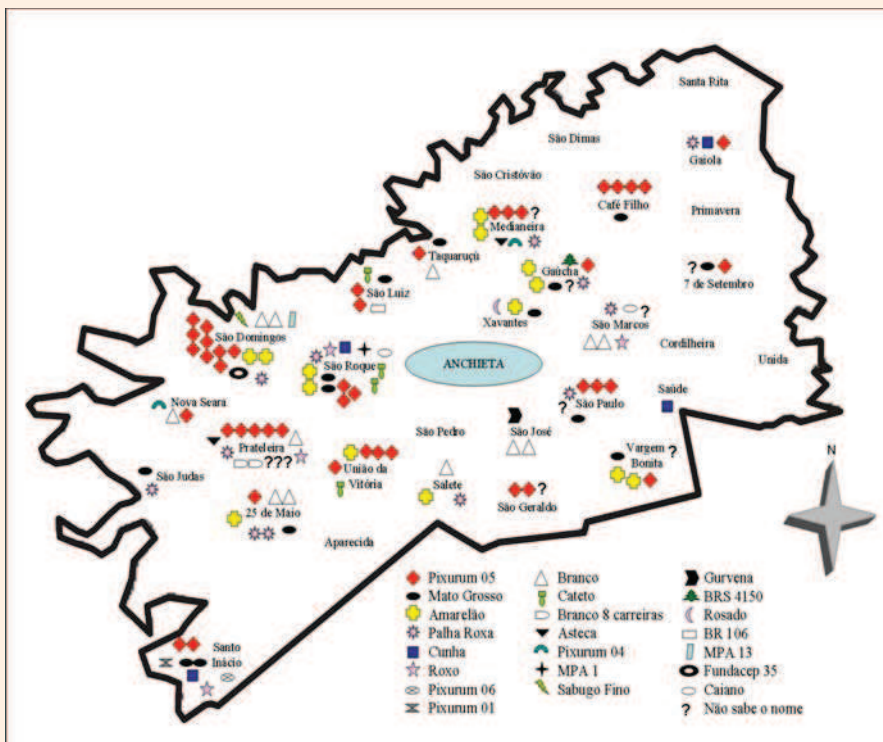 Santa Rita
São Dimas
Gaiola
São Cristóvão
Café Filho
Primavera
?
Medianeira
Taquaruçú
Gaúcha
?
?
7 de Setembro
São Luiz
Xavantes
São Marcos
?
São Domingos
Cordilheira
São Roque
ANCHIETA
Unida
Nova Seara
São Paulo
?
Saúde
São Pedro
São José
Prateleira
???
Vargem ?
Bonita
São Judas
União da
Vitória
Salete
?
São Geraldo
25 de Maio
Aparecida
N
Santo
Inácio
Pixurum 05
Mato Grosso
Amarelão
Palha Roxa
Cunha
Roxo
Pixurum 06
Pixurum 01
Branco
Cateto
Branco 8 carreiras
Asteca
Pixurum 04
MPA 1
Sabugo Fino
Gurvena
BRS 4150
Rosado
BR 106
MPA 13
Fundacep 35
Caiano
? Não sabe o nome